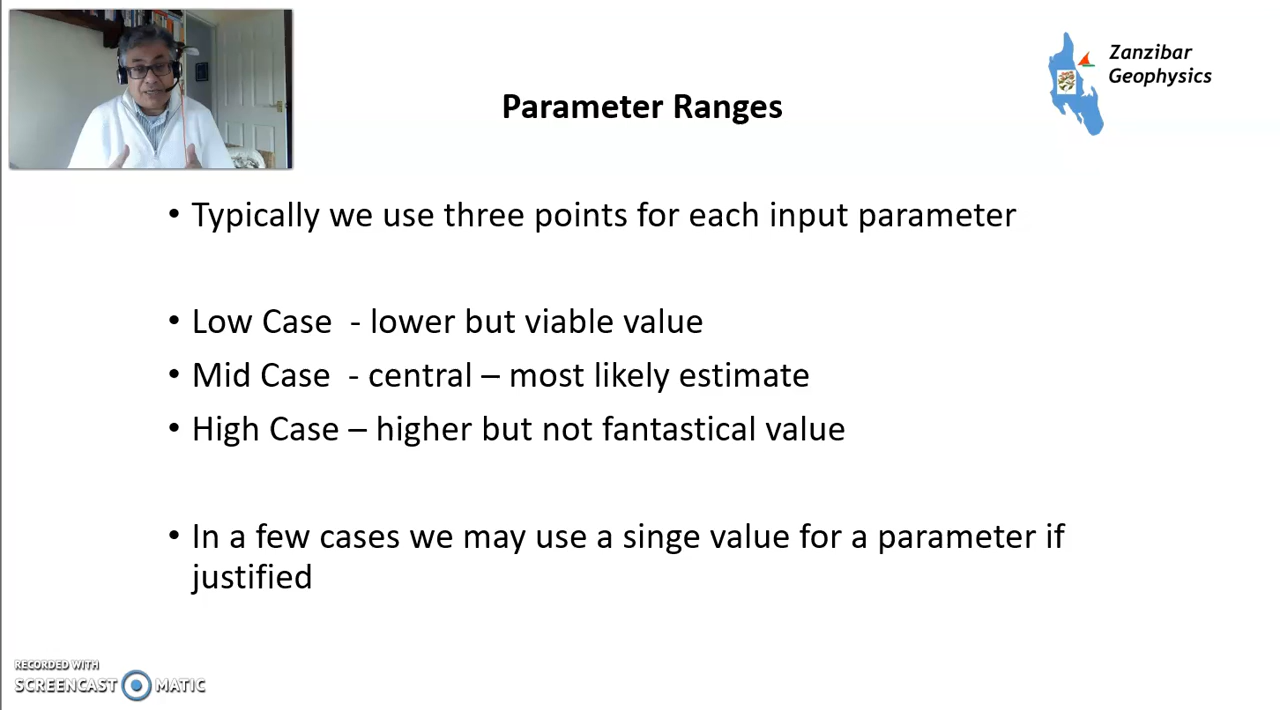 Zanzibar
Geophysics
Parameter Ranges
• Typically we use three points for each input parameter
• Low Case - lower but viable value
• Mid Case - central – most likely estimate
• High Case – higher but not fantastical value
• In a few cases we may use a singe value for a parameter if
justified
RECORDED WITH
SCREENCAST MATIC